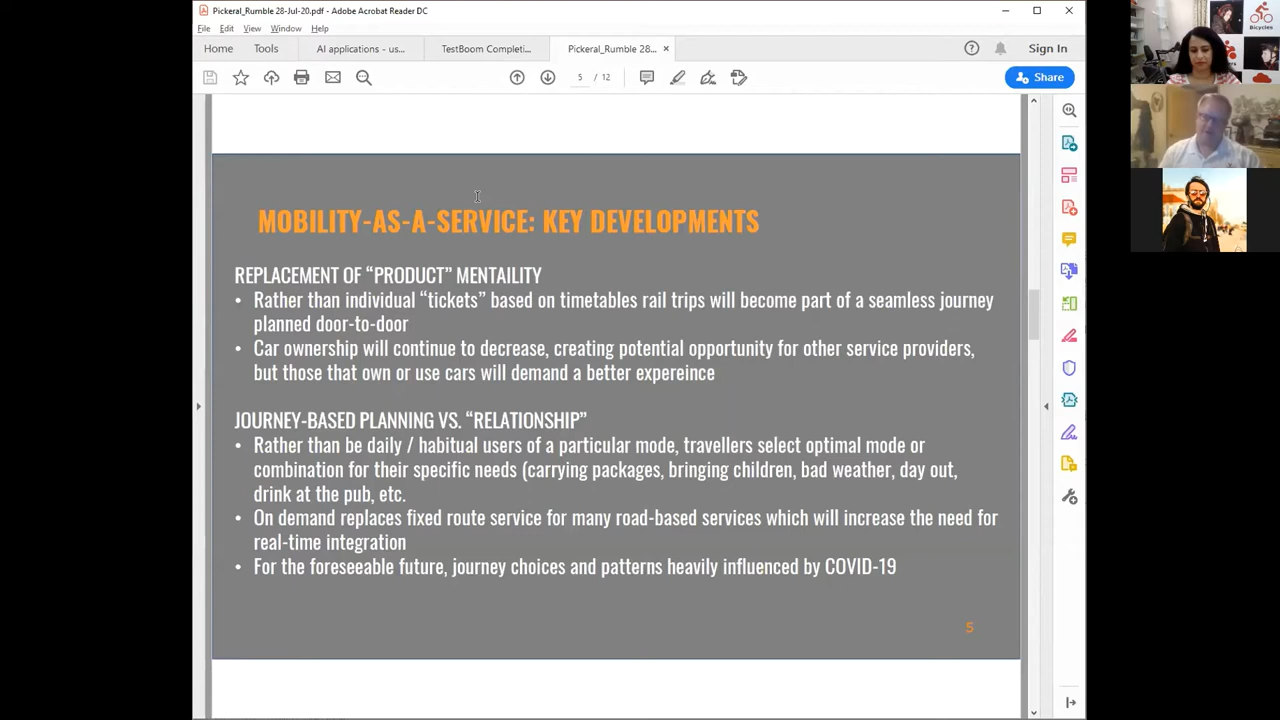 Pickeral_Rumble 28-Jul-20.pdf - Adobe Acrobat Reader DC
File Edit View Window Help
Home Tools AI applications - us... TestBoom Completi... Pickeral_Rumble 28... × Sign In
5 / 12 Share
MOBILITY-AS-A-SERVICE: KEY DEVELOPMENTS
REPLACEMENT OF “PRODUCT” MENTAILITY
• Rather than individual “tickets” based on timetables rail trips will become part of a seamless journey
planned door-to-door
• Car ownership will continue to decrease, creating potential opportunity for other service providers,
but those that own or use cars will demand a better expereince
JOURNEY-BASED PLANNING VS. “RELATIONSHIP”
• Rather than be daily / habitual users of a particular mode, travellers select optimal mode or
combination for their specific needs (carrying packages, bringing children, bad weather, day out,
drink at the pub, etc.
• On demand replaces fixed route service for many road-based services which will increase the need for
real-time integration
• For the foreseeable future, journey choices and patterns heavily influenced by COVID-19
5
Bicycles